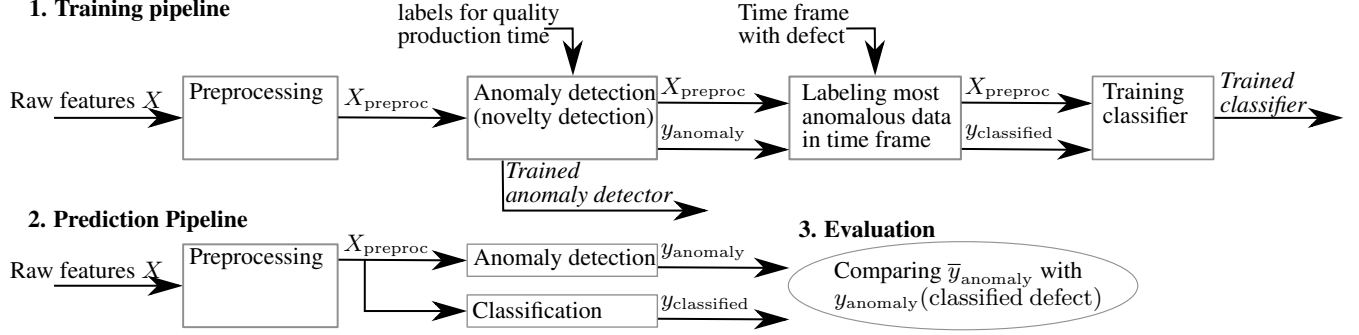 1. Training pipeline
labels for quality
production time
Time frame
with defect
Raw features X
Preprocessing
X_preproc
Anomaly detection
(novelty detection)
X_preproc
y_anomaly
Labeling most
anomalous data
in time frame
X_preproc
y_classified
Training
classifier
Trained
classifier
Trained
anomaly detector
2. Prediction Pipeline
Raw features X
Preprocessing
X_preproc
Anomaly detection
y_anomaly
Classification
y_classified
3. Evaluation
Comparing y̅_anomaly with
y_anomaly(classified defect)